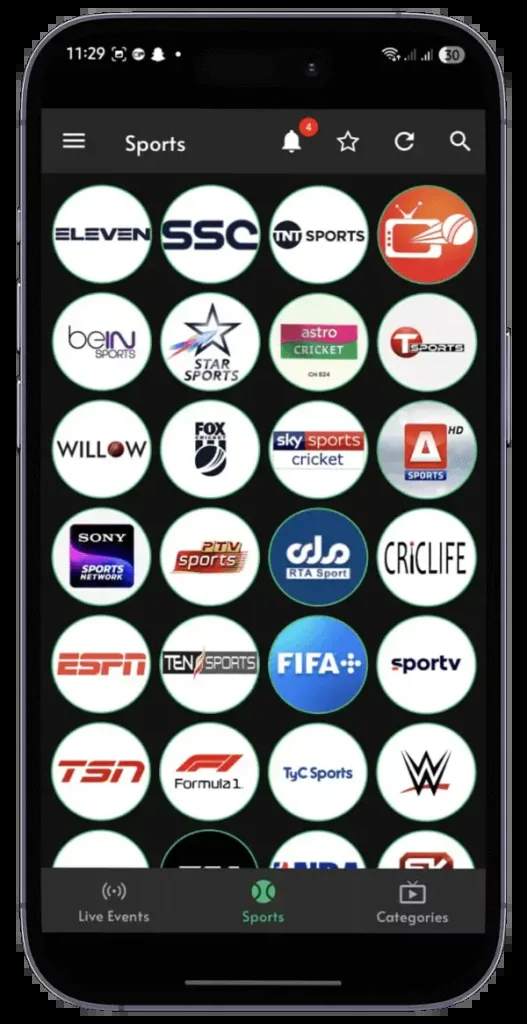 11:29
30
Sports
4
ELEVEN
SSC
TNT SPORTS
beIN
SPORTS
STAR
SPORTS
astro
CRICKET
CH 824
T SPORTS
WILLOW
FOX
CRICKET
sky sports
cricket
A
HD
SPORTS
SONY
SPORTS
NETWORK
PTV
sports
RTA Sport
CRICLIFE
ESPN
TEN SPORTS
FIFA+
sportv
TSN
F1
Formula 1
TyC Sports
W
NBA
Live Events
Sports
Categories